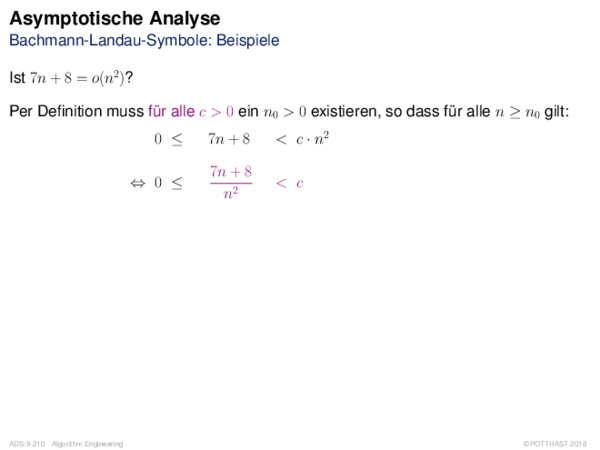 Asymptotische Analyse
Bachmann-Landau-Symbole: Beispiele
Ist 7n + 8 = o(n²)?
Per Definition muss für alle c > 0 ein n₀ > 0 existieren, so dass für alle n ≥ n₀ gilt:
0 ≤ 7n + 8 < c · n²
⇔ 0 ≤ (7n + 8)/n² < c
ADS:II-210 Algorithm Engineering © POTTHAST 2018